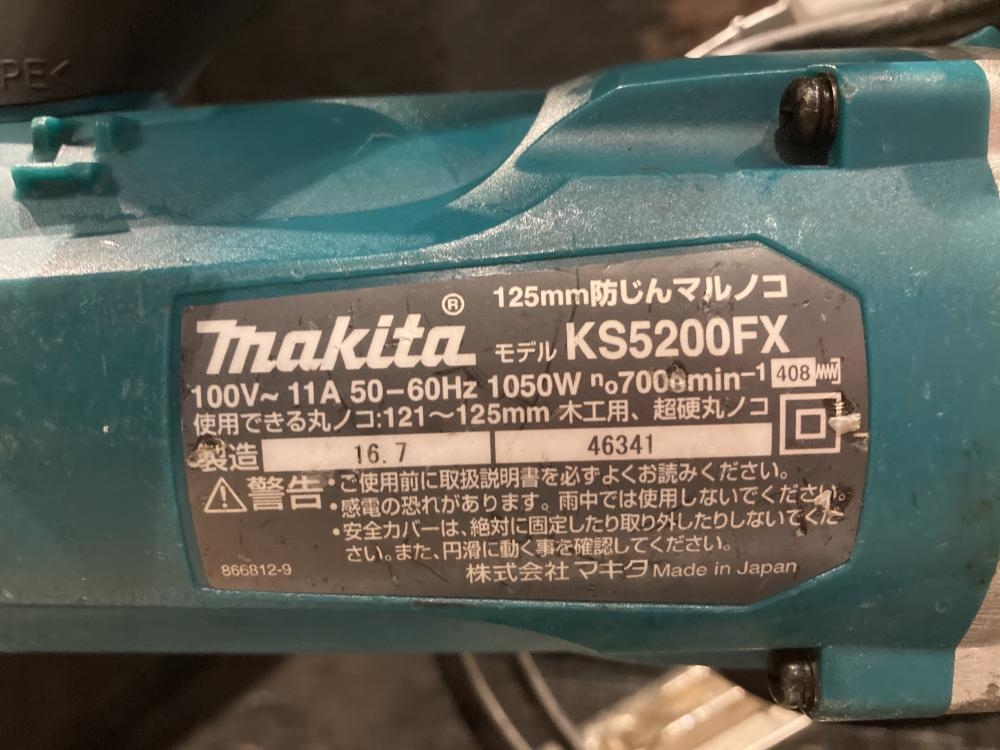 PE<
125mm防じんマルノコ
makita® モデル KS5200FX
100V~ 11A 50-60Hz 1050W n₀7000min⁻¹ 408
使用できる丸ノコ:121～125mm 木工用、超硬丸ノコ
製造 16.7 46341
警告 ・ご使用前に取扱説明書を必ずよくお読みください。
・感電の恐れがあります。雨中では使用しないでください。
・安全カバーは、絶対に固定したり取り外したりしないでくだ
さい。また、円滑に動く事を確認してください。
866812-9 株式会社 マキタ Made in Japan